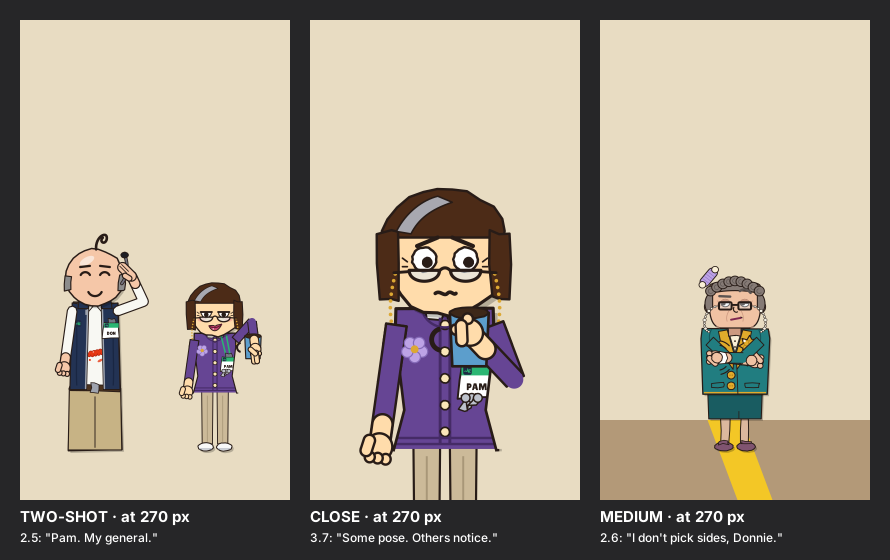 DON
PAM
PAM
TWO-SHOT · at 270 px
2.5: "Pam. My general."
CLOSE · at 270 px
3.7: "Some pose. Others notice."
MEDIUM · at 270 px
2.6: "I don't pick sides, Donnie."